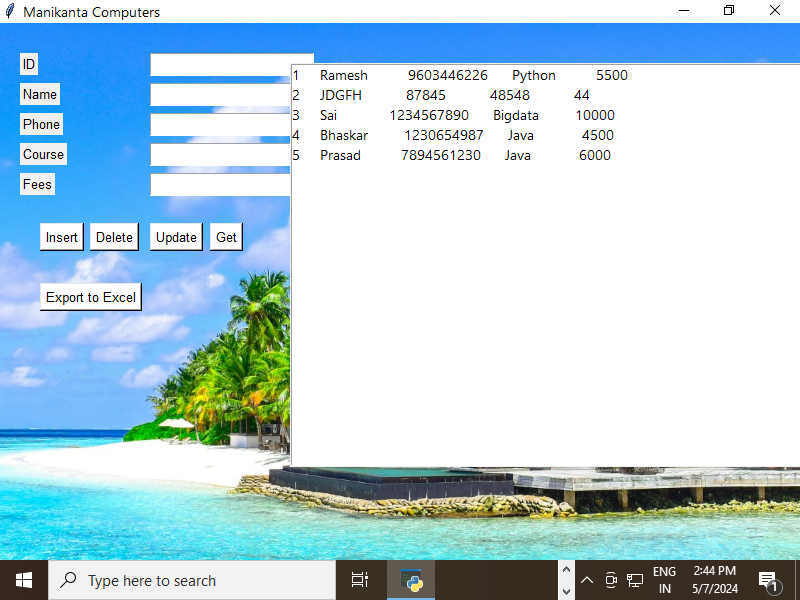 Manikanta Computers
ID
Name
Phone
Course
Fees
Insert Delete Update Get
Export to Excel
1 Ramesh 9603446226 Python 5500
2 JDGFH 87845 48548 44
3 Sai 1234567890 Bigdata 10000
4 Bhaskar 1230654987 Java 4500
5 Prasad 7894561230 Java 6000
Type here to search
ENG
IN
2:44 PM
5/7/2024
1